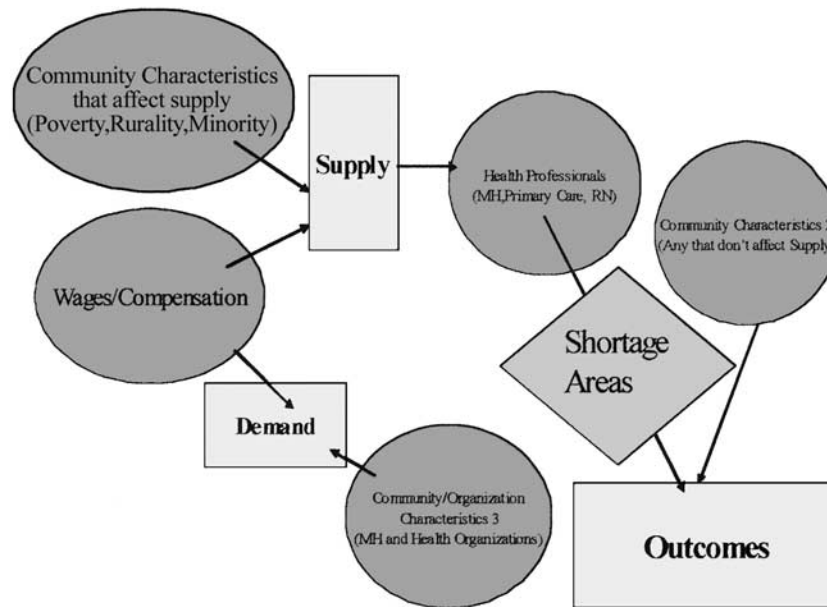 Community Characteristics
that affect supply
(Poverty,Rurality,Minority)
Supply
Health Professionals
(MH,Primary Care, RN)
Community Characteristics 2
(Any that don't affect Supply
Wages/Compensation
Shortage
Areas
Demand
Community/Organization
Characteristics 3
(MH and Health Organizations)
Outcomes